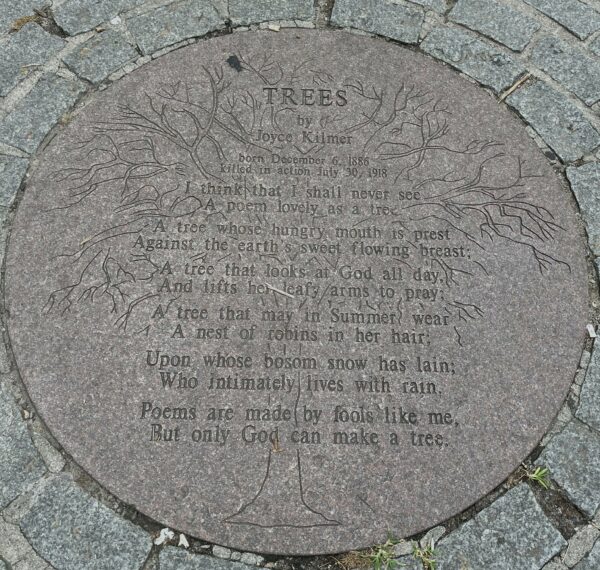 TREES
by
Joyce Kilmer
born December 6, 1886
killed in action July 30, 1918
I think that I shall never see
A poem lovely as a tree.
A tree whose hungry mouth is prest
Against the earth's sweet flowing breast;
A tree that looks at God all day,
And lifts her leafy arms to pray;
A tree that may in Summer wear
A nest of robins in her hair;
Upon whose bosom snow has lain;
Who intimately lives with rain.
Poems are made by fools like me,
But only God can make a tree.